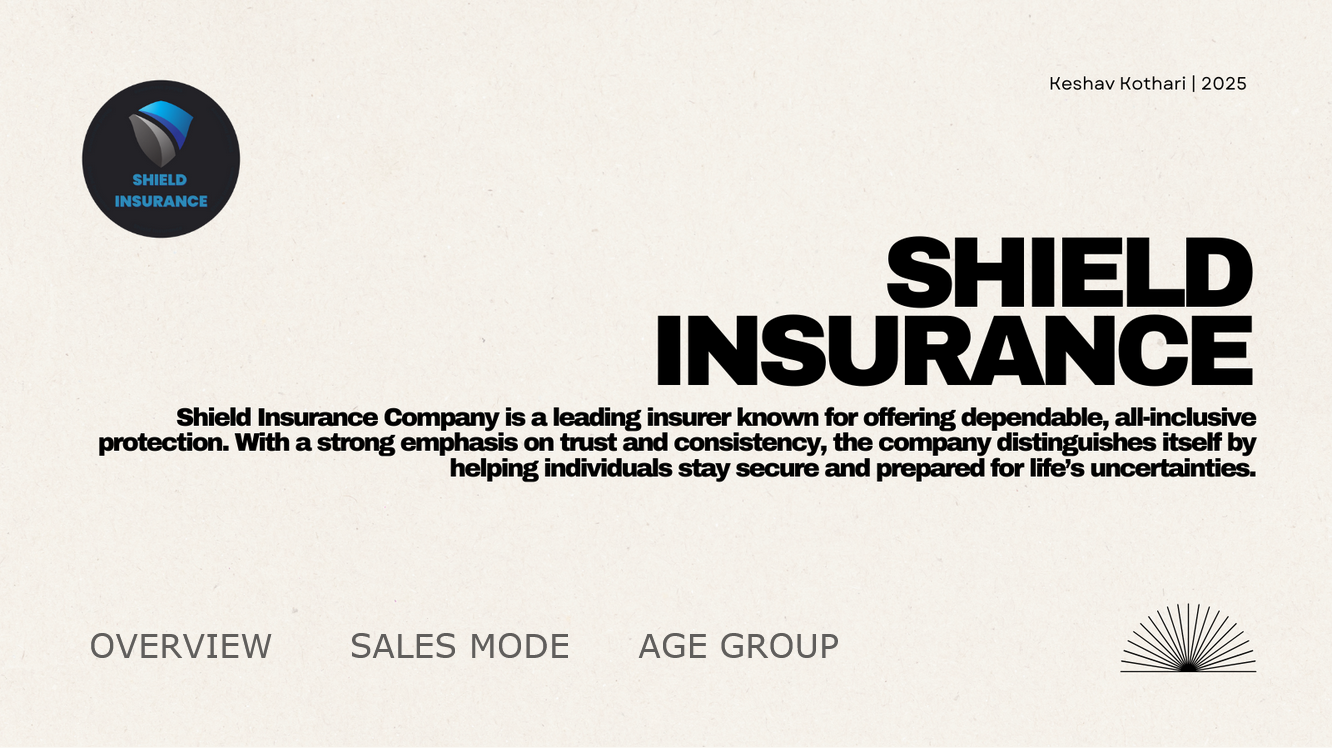 SHIELD
INSURANCE
Keshav Kothari | 2025
SHIELD
INSURANCE
Shield Insurance Company is a leading insurer known for offering dependable, all-inclusive
protection. With a strong emphasis on trust and consistency, the company distinguishes itself by
helping individuals stay secure and prepared for life’s uncertainties.
OVERVIEW
SALES MODE
AGE GROUP